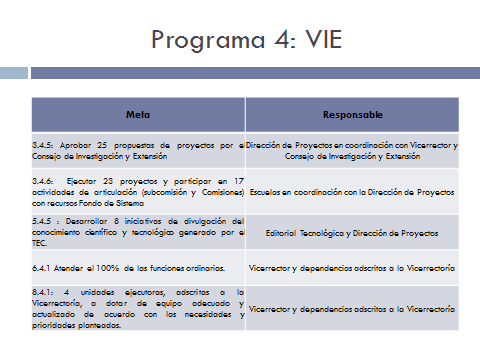 Programa 4: VIE
Meta
Responsable
3.4.5: Aprobar 25 propuestas de proyectos por el
Consejo de Investigación y Extensión
Dirección de Proyectos en coordinación con Vicerrector y
Consejo de Investigación y Extensión
3.4.6: Ejecutar 23 proyectos y participar en 17
actividades de articulación (subcomisión y Comisiones)
con recursos Fondo de Sistema
Escuelas en coordinación con la Dirección de Proyectos
5.4.5 : Desarrollar 8 iniciativas de divulgación del
conocimiento científico y tecnológico generado por el
TEC.
Editorial Tecnológica y Dirección de Proyectos
6.4.1 Atender el 100% de las funciones ordinarias.
Vicerrector y dependencias adscritas a la Vicerrectoría
8.4.1: 4 unidades ejecutoras, adscritas a la
Vicerrectoría, a dotar de equipo adecuado y
actualizado de acuerdo con las necesidades y
prioridades planteadas.
Vicerrector y dependencias adscritas a la Vicerrectoría